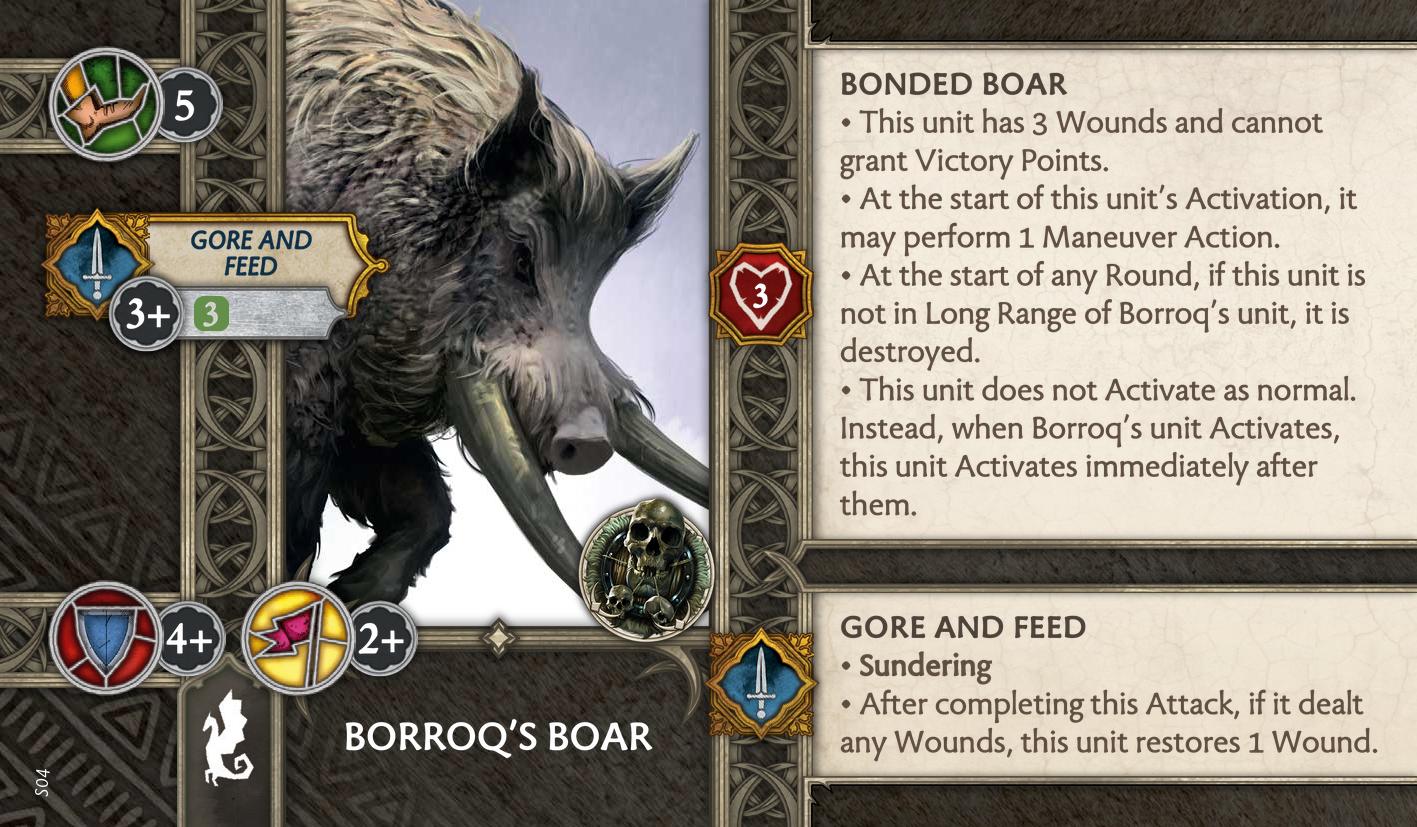 5
GORE AND
FEED
3+
3
4+
2+
BORROQ'S BOAR
S04
3
BONDED BOAR
• This unit has 3 Wounds and cannot
grant Victory Points.
• At the start of this unit's Activation, it
may perform 1 Maneuver Action.
• At the start of any Round, if this unit is
not in Long Range of Borroq's unit, it is
destroyed.
• This unit does not Activate as normal.
Instead, when Borroq's unit Activates,
this unit Activates immediately after
them.
GORE AND FEED
• Sundering
• After completing this Attack, if it dealt
any Wounds, this unit restores 1 Wound.